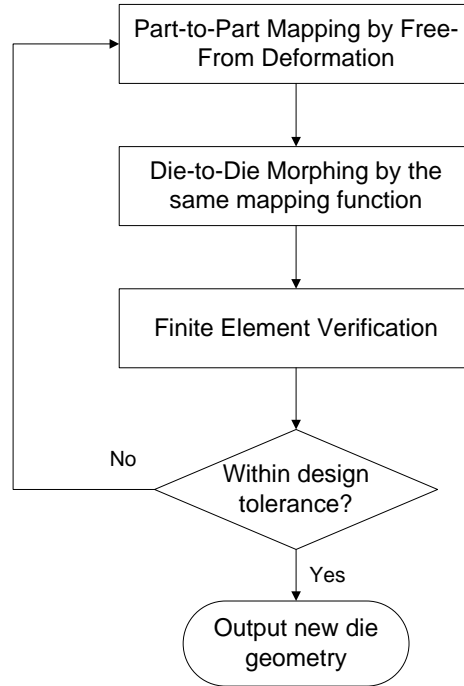 Part-to-Part Mapping by Free-
From Deformation
Die-to-Die Morphing by the
same mapping function
Finite Element Verification
No
Within design
tolerance?
Yes
Output new die
geometry